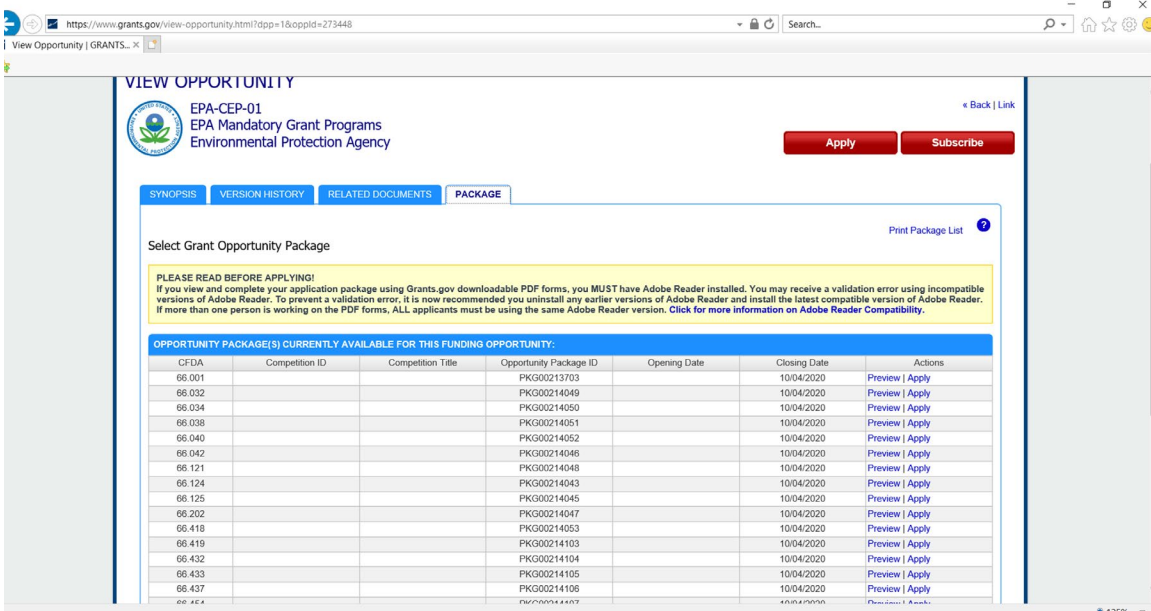 https://www.grants.gov/view-opportunity.html?dpp=1&oppId=273448
Search...
View Opportunity | GRANTS...
VIEW OPPORTUNITY
EPA-CEP-01
EPA Mandatory Grant Programs
Environmental Protection Agency
« Back | Link
Apply Subscribe
SYNOPSIS VERSION HISTORY RELATED DOCUMENTS PACKAGE
Print Package List ?
Select Grant Opportunity Package
PLEASE READ BEFORE APPLYING!
If you view and complete your application package using Grants.gov downloadable PDF forms, you MUST have Adobe Reader installed. You may receive a validation error using incompatible
versions of Adobe Reader. To prevent a validation error, it is now recommended you uninstall any earlier versions of Adobe Reader and install the latest compatible version of Adobe Reader.
If more than one person is working on the PDF forms, ALL applicants must be using the same Adobe Reader version. Click for more information on Adobe Reader Compatibility.
OPPORTUNITY PACKAGE(S) CURRENTLY AVAILABLE FOR THIS FUNDING OPPORTUNITY:
CFDA Competition ID Competition Title Opportunity Package ID Opening Date Closing Date Actions
66.001 PKG00213703 10/04/2020 Preview | Apply
66.032 PKG00214049 10/04/2020 Preview | Apply
66.034 PKG00214050 10/04/2020 Preview | Apply
66.038 PKG00214051 10/04/2020 Preview | Apply
66.040 PKG00214052 10/04/2020 Preview | Apply
66.042 PKG00214046 10/04/2020 Preview | Apply
66.121 PKG00214048 10/04/2020 Preview | Apply
66.124 PKG00214043 10/04/2020 Preview | Apply
66.125 PKG00214045 10/04/2020 Preview | Apply
66.202 PKG00214047 10/04/2020 Preview | Apply
66.418 PKG00214053 10/04/2020 Preview | Apply
66.419 PKG00214103 10/04/2020 Preview | Apply
66.432 PKG00214104 10/04/2020 Preview | Apply
66.433 PKG00214105 10/04/2020 Preview | Apply
66.437 PKG00214106 10/04/2020 Preview | Apply
66.454 PKG00214107 10/04/2020 Preview | Apply